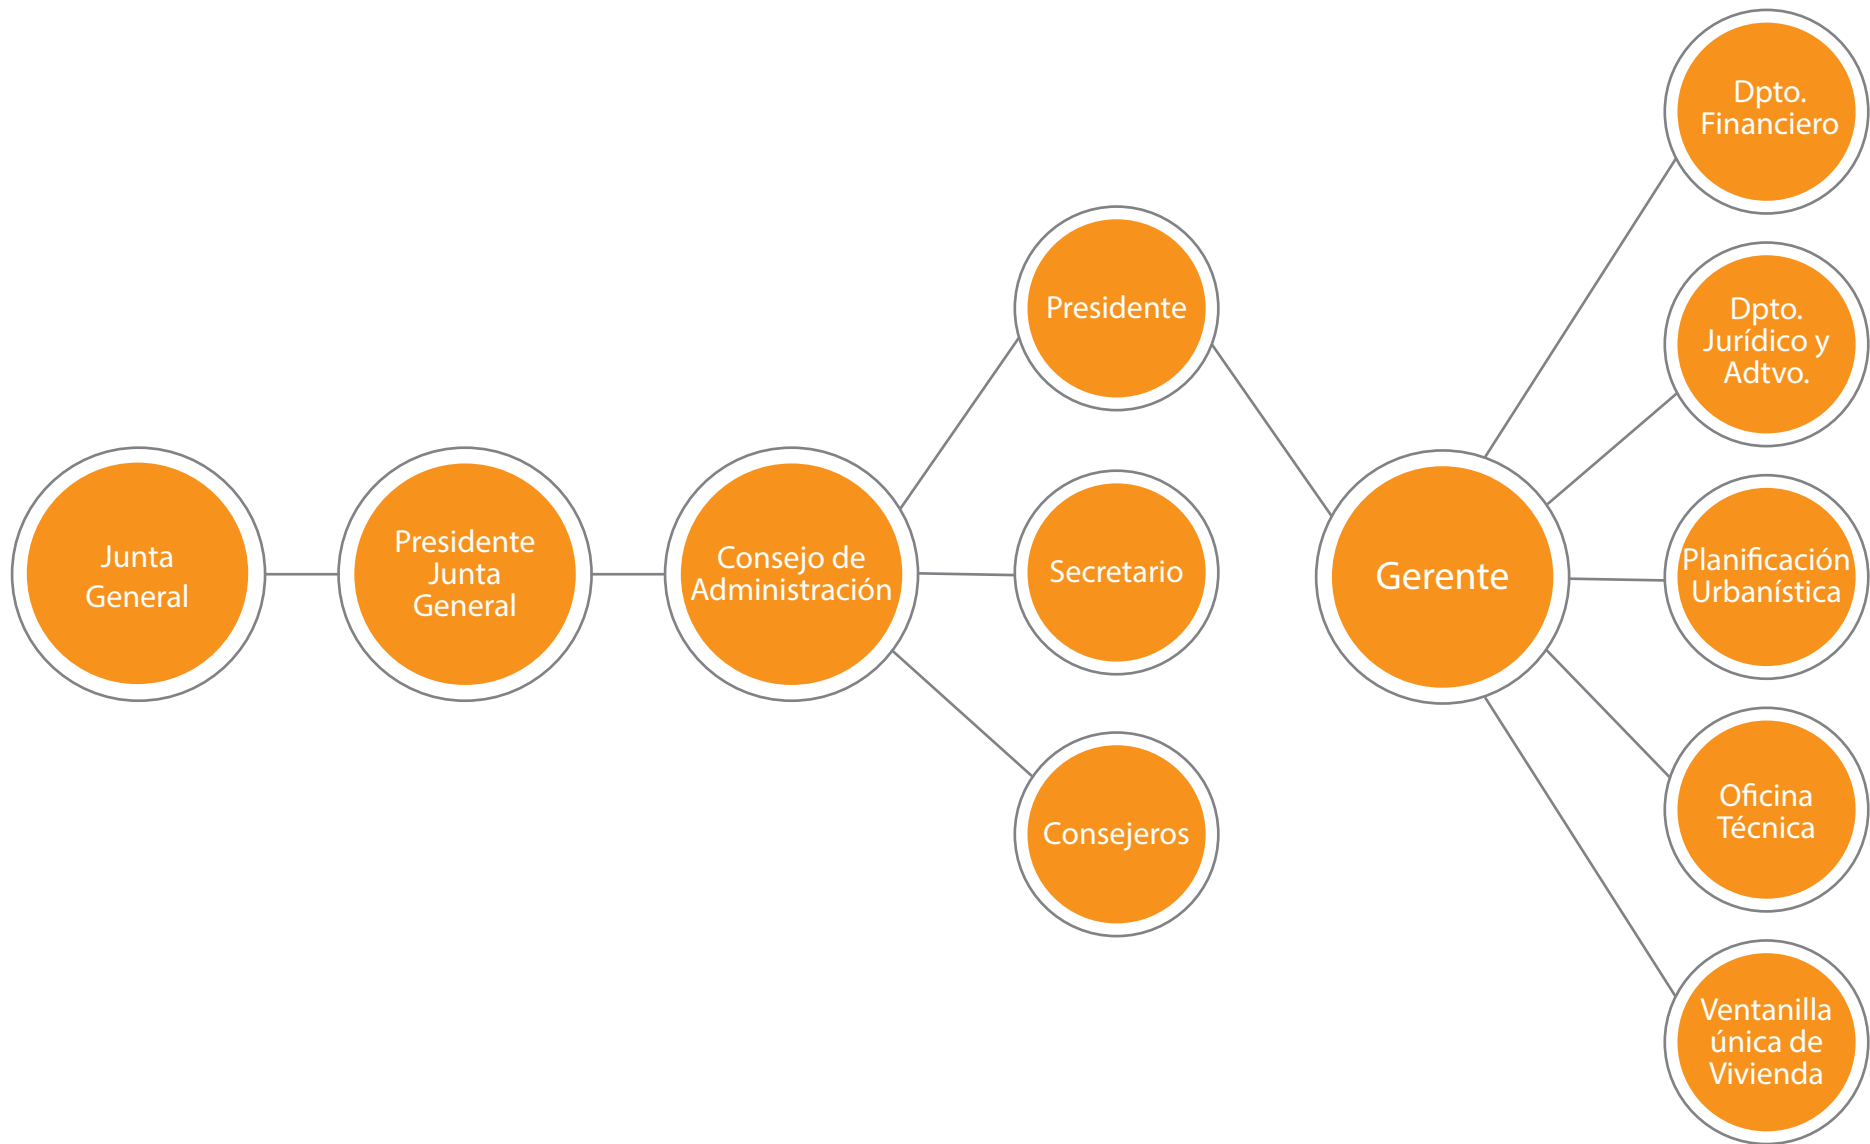 Junta
General
Presidente
Junta
General
Consejo de
Administración
Presidente
Secretario
Consejeros
Gerente
Dpto.
Financiero
Dpto.
Jurídico y
Adtvo.
Planificación
Urbanística
Oficina
Técnica
Ventanilla
única de
Vivienda